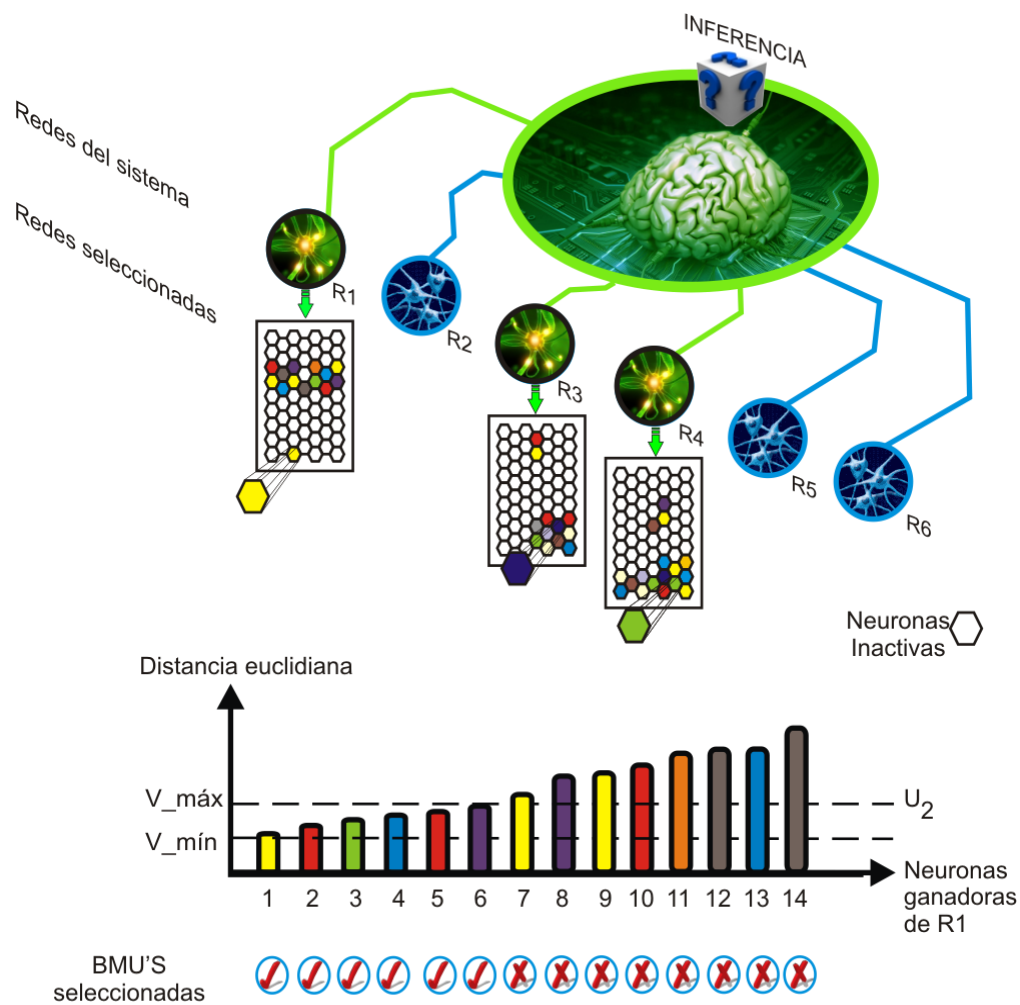 INFERENCIA
Redes del sistema
Redes seleccionadas
R1
R2
R3
R4
R5
R6
Neuronas
Inactivas
Distancia euclidiana
V_máx
U2
V_mín
1 2 3 4 5 6 7 8 9 10 11 12 13 14
Neuronas
ganadoras
de R1
BMU'S
seleccionadas